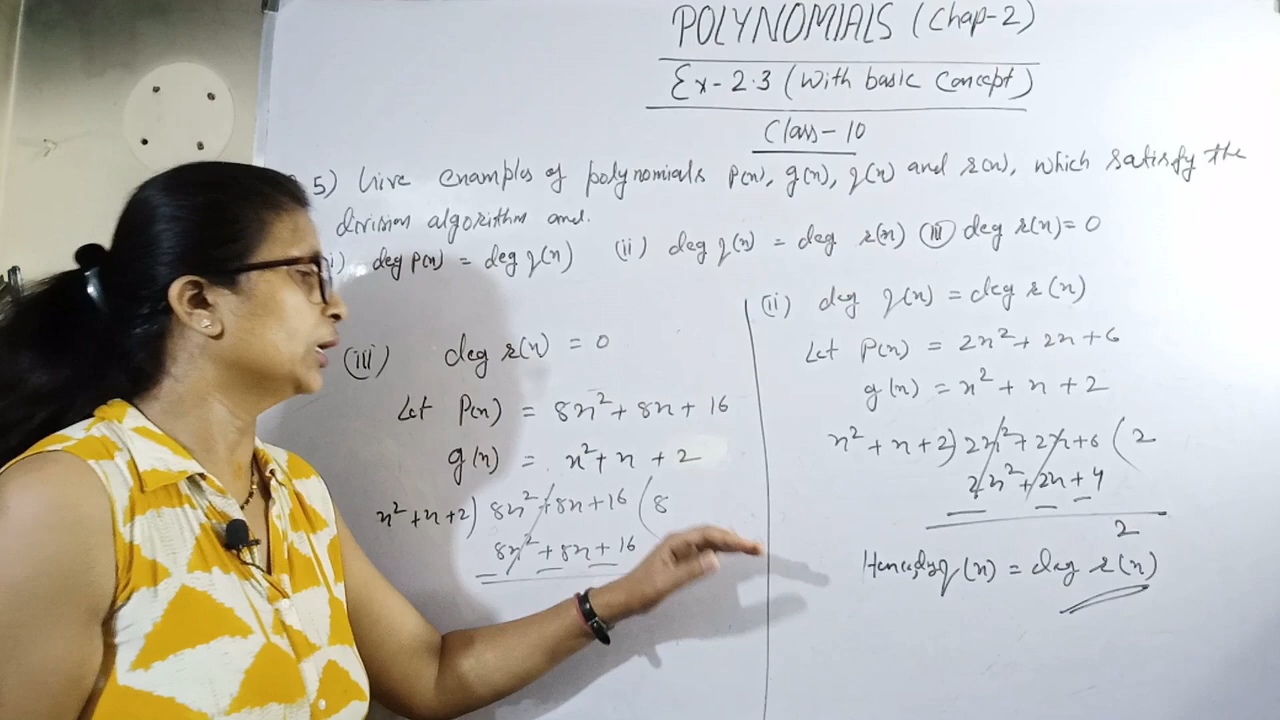 POLYNOMIALS (Chap-2)
Ex-2.3 (With basic Concept)
Class-10
5) Give examples of polynomials p(x), g(x), q(x) and r(x), which satisfy the
division algorithm and.
i) deg p(x) = deg q(x) (ii) deg q(x) = deg r(x) (iii) deg r(x) = 0
(iii) deg r(x) = 0
Let p(x) = 8x² + 8x + 16
g(x) = x² + x + 2
x² + x + 2) 8x² + 8x + 16 (8
8x² + 8x + 16
(ii) deg q(x) = deg r(x)
Let p(x) = 2x² + 2x + 6
g(x) = x² + x + 2
x² + x + 2) 2x² + 2x + 6 (2
2x² + 2x + 4
2
Hence, deg q(x) = deg r(x)